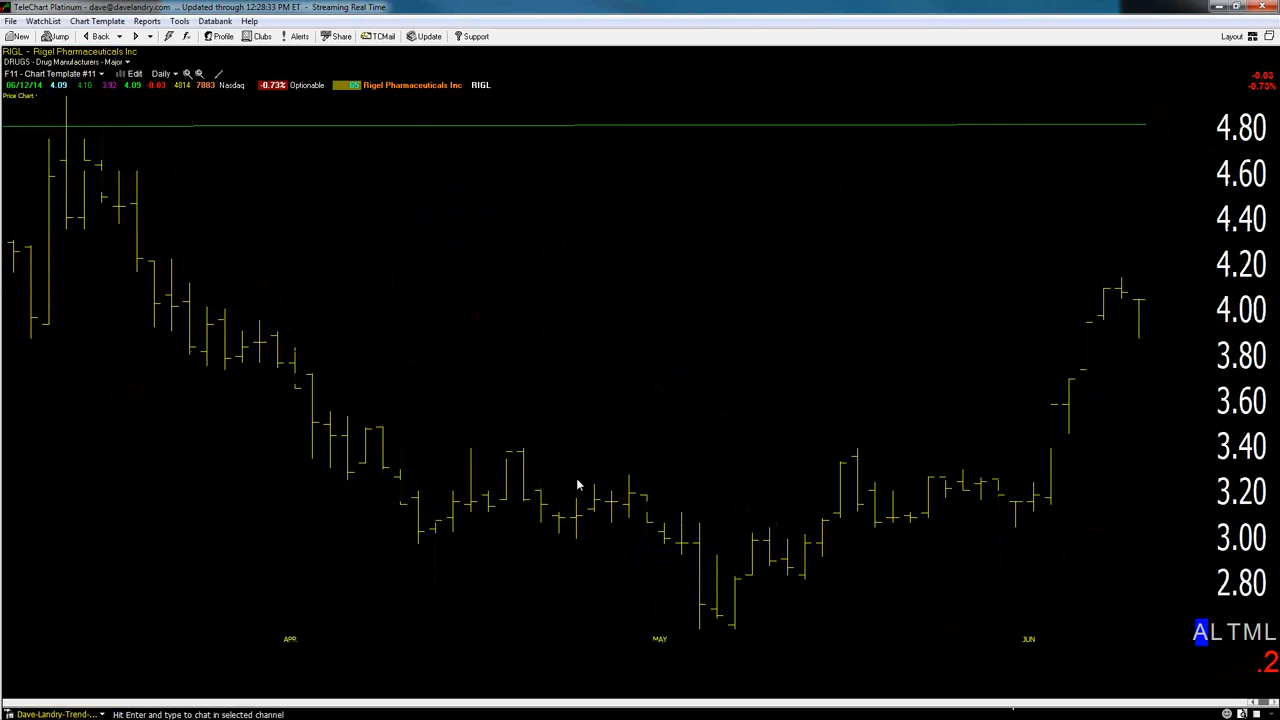 TeleChart Platinum - dave@davelandry.com ... Updated through 12:28:33 PM ET - Streaming Real Time
File WatchList Chart Template Reports Tools Databank Help
New Jump Back Profile Clubs Alerts Share TCMail Update Support Layout
RIGL - Rigel Pharmaceuticals Inc
DRUGS - Drug Manufacturers - Major
F11 - Chart Template #11 Edit Daily
06/12/14 4.09 4.10 3.92 4.09 -0.03 4814 7883 Nasdaq -0.73% Optionable 65 Rigel Pharmaceuticals Inc RIGL
-0.03
-0.73%
Price Chart
4.80
4.60
4.40
4.20
4.00
3.80
3.60
3.40
3.20
3.00
2.80
APR MAY JUN
ALTML
.2
Dave-Landry-Trend-... Hit Enter and type to chat in selected channel